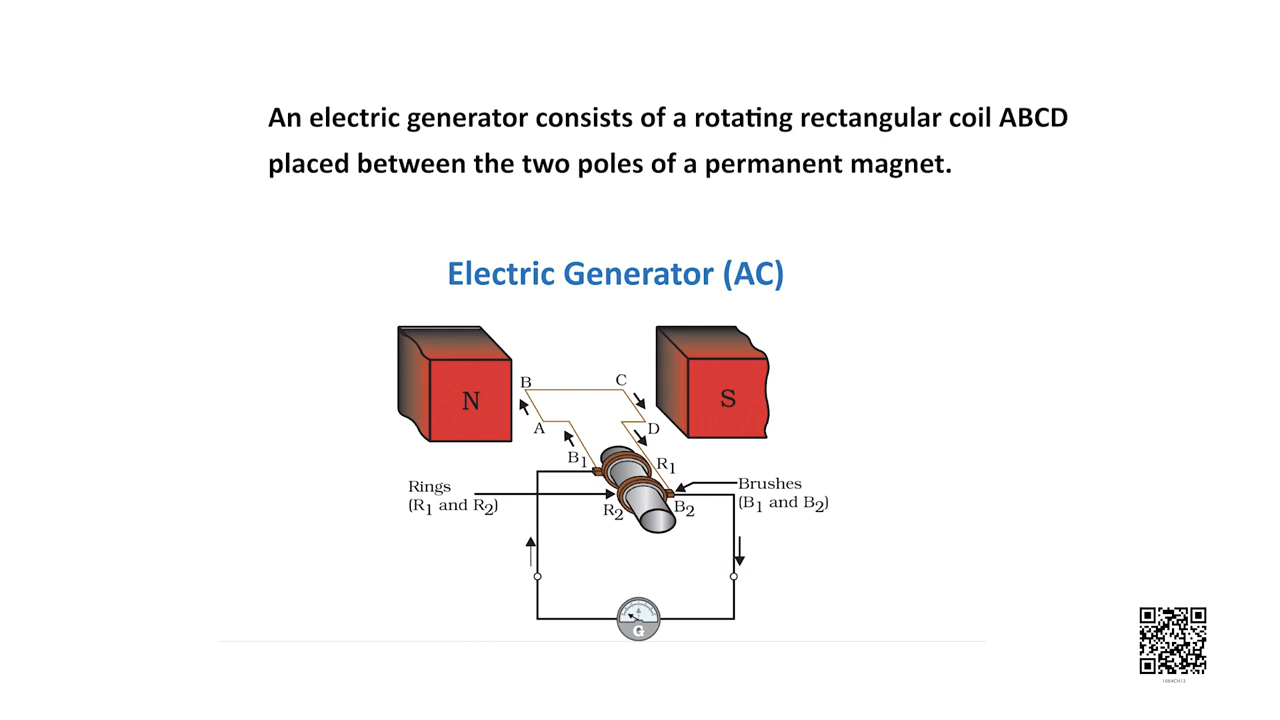 An electric generator consists of a rotating rectangular coil ABCD
placed between the two poles of a permanent magnet.
Electric Generator (AC)
N
S
B
C
A
D
B1
R1
Rings
(R1 and R2)
Brushes
(B1 and B2)
R2
B2
G
1064CH13